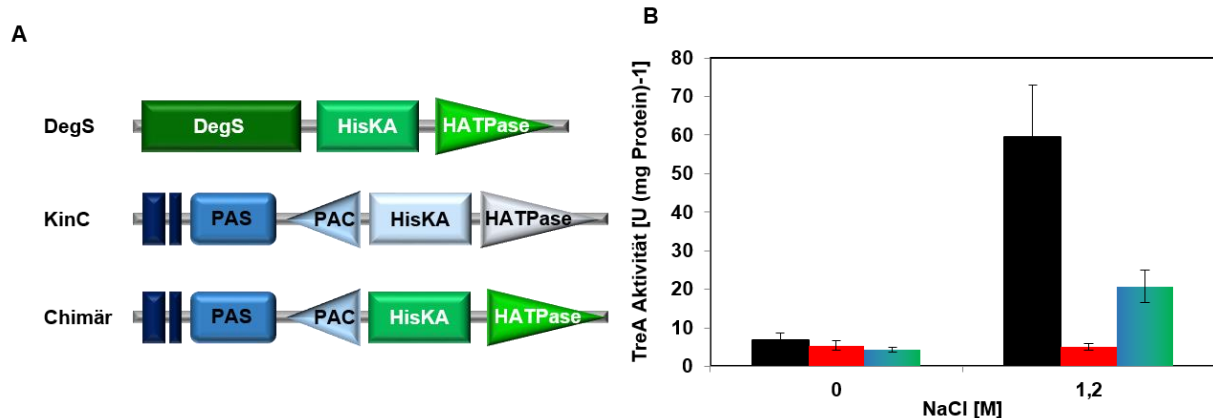 A
DegS
DegS
HisKA
HATPase
KinC
PAS
PAC
HisKA
HATPase
Chimär
PAS
PAC
HisKA
HATPase
B
TreA Aktivität [U (mg Protein)-1]
80
70
60
50
40
30
20
10
0
0
1,2
NaCl [M]